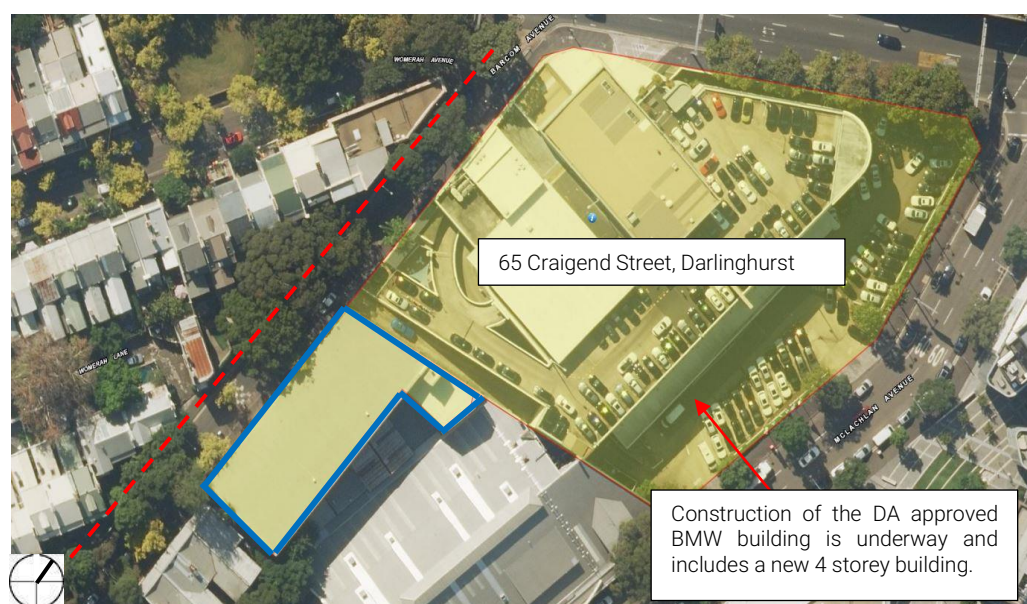 WOMERAH AVENUE
BARCOM AVENUE
65 Craigend Street, Darlinghurst
WOMERAH LANE
MCLACHLAN AVENUE
Construction of the DA approved
BMW building is underway and
includes a new 4 storey building.